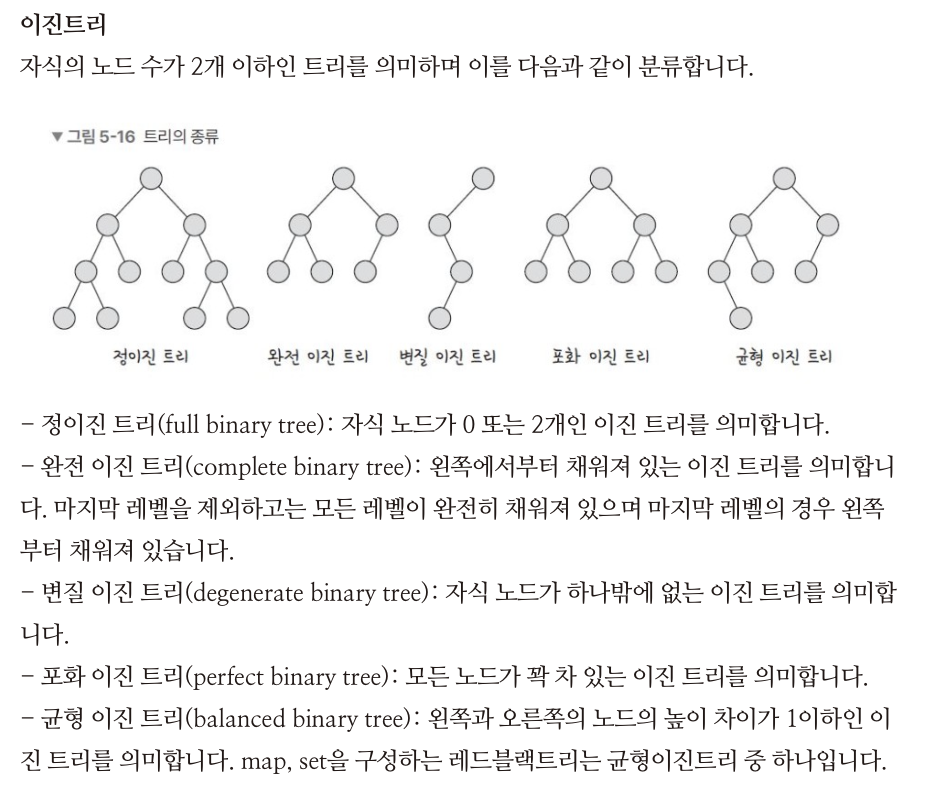 이진트리
자식의 노드 수가 2개 이하인 트리를 의미하며 이를 다음과 같이 분류합니다.
▼ 그림 5-16 트리의 종류
정이진 트리 완전 이진 트리 변질 이진 트리 포화 이진 트리 균형 이진 트리
- 정이진 트리(full binary tree): 자식 노드가 0 또는 2개인 이진 트리를 의미합니다.
- 완전 이진 트리(complete binary tree): 왼쪽에서부터 채워져 있는 이진 트리를 의미합니
다. 마지막 레벨을 제외하고는 모든 레벨이 완전히 채워져 있으며 마지막 레벨의 경우 왼쪽
부터 채워져 있습니다.
- 변질 이진 트리(degenerate binary tree): 자식 노드가 하나밖에 없는 이진 트리를 의미합
니다.
- 포화 이진 트리(perfect binary tree): 모든 노드가 꽉 차 있는 이진 트리를 의미합니다.
- 균형 이진 트리(balanced binary tree): 왼쪽과 오른쪽의 노드의 높이 차이가 1이하인 이
진 트리를 의미합니다. map, set을 구성하는 레드블랙트리는 균형이진트리 중 하나입니다.